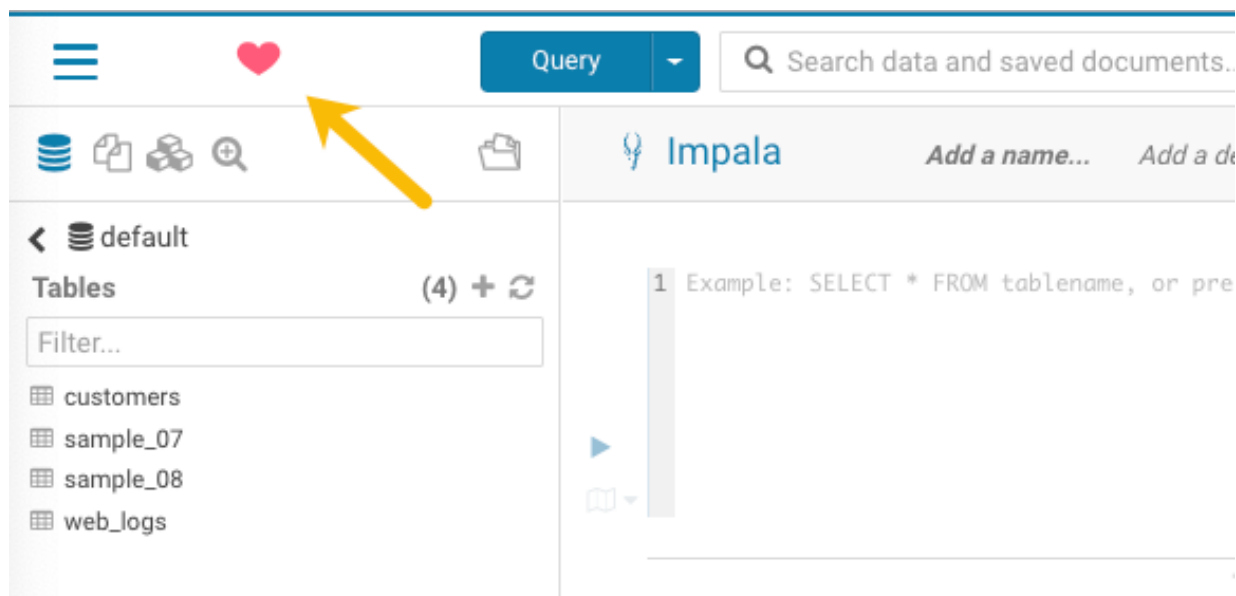 Query
Search data and saved documents..
Impala Add a name... Add a de
default
Tables (4)
Filter...
customers
sample_07
sample_08
web_logs
1 Example: SELECT * FROM tablename, or pre